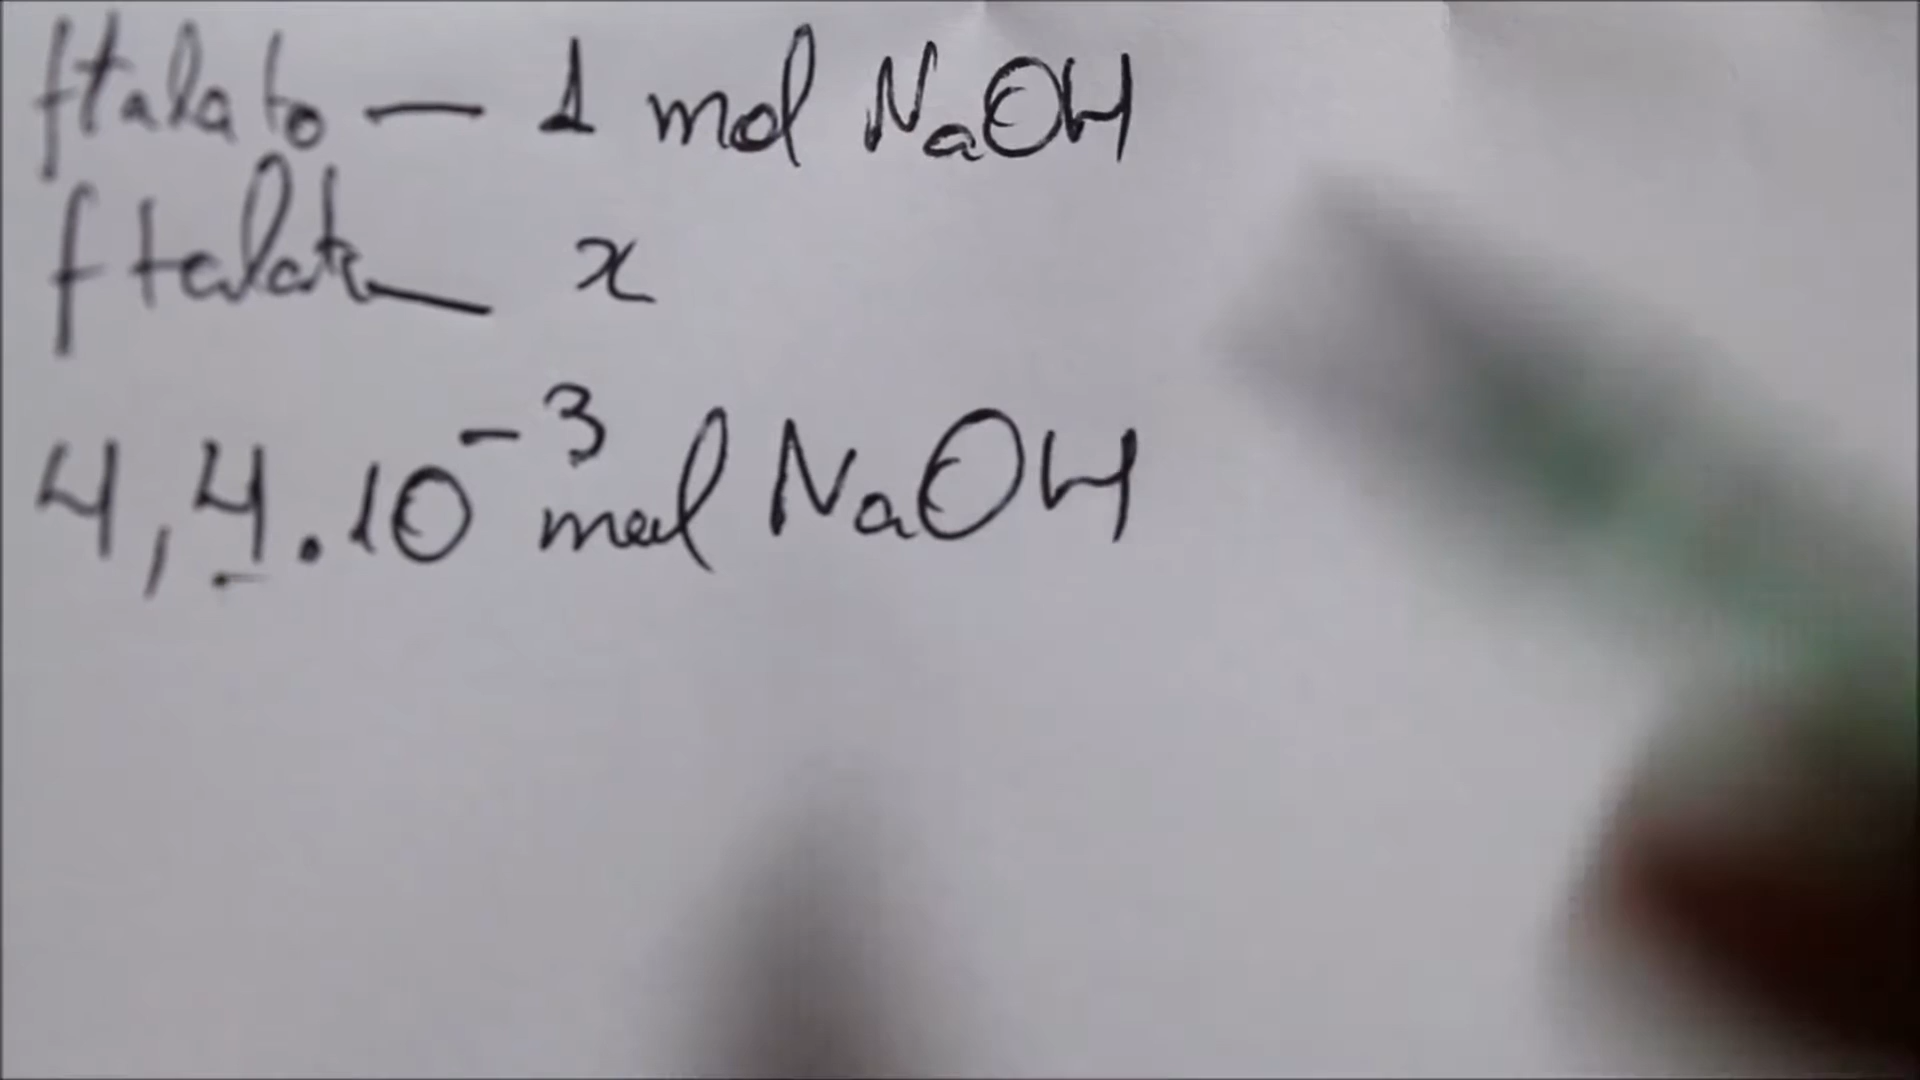 ftalato — 1 mol NaOH
ftalato — x
4,4.10⁻³ mol NaOH